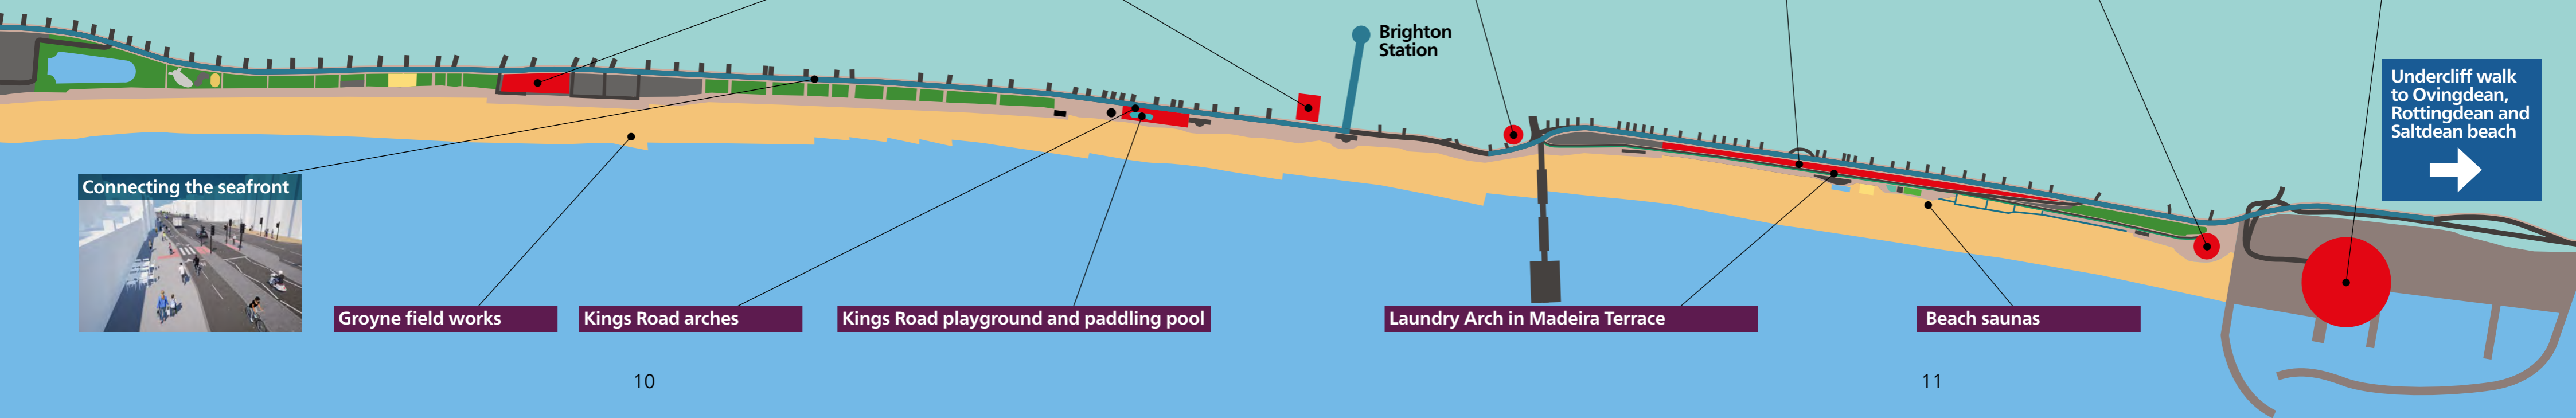 Brighton
Station
Undercliff walk
to Ovingdean,
Rottingdean and
Saltdean beach
Connecting the seafront
Groyne field works
Kings Road arches
Kings Road playground and paddling pool
Laundry Arch in Madeira Terrace
Beach saunas
10
11